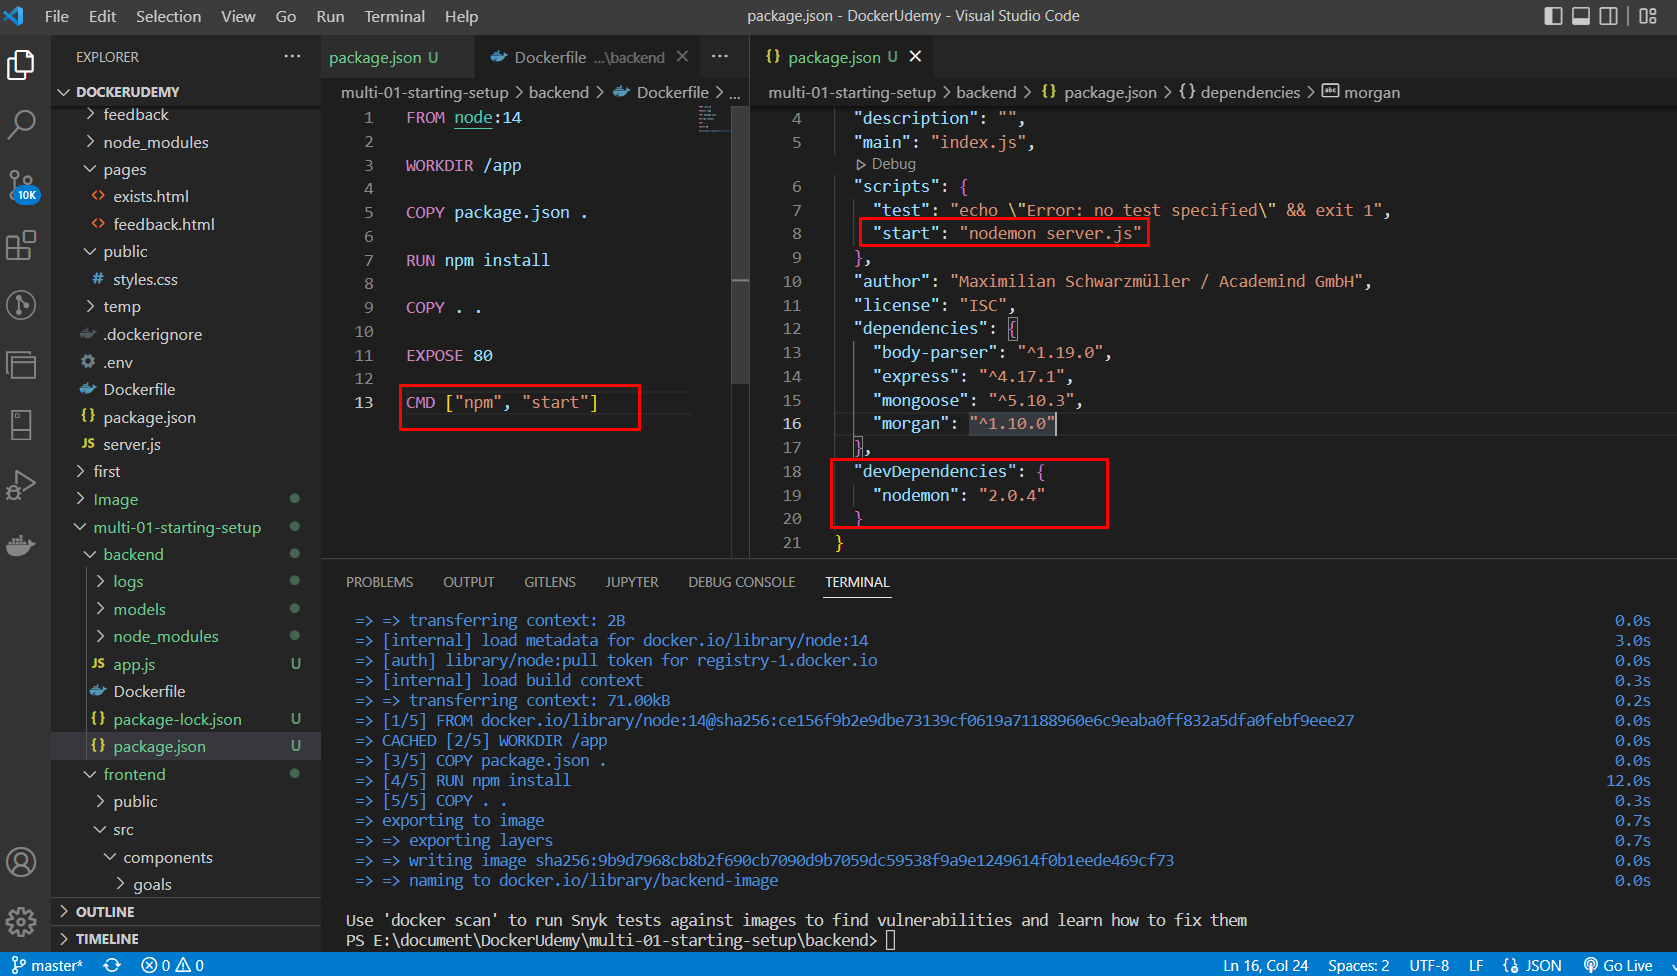 File Edit Selection View Go Run Terminal Help
package.json - DockerUdemy - Visual Studio Code
EXPLORER ···
DOCKERUDEMY
feedback
node_modules
pages
<> exists.html
<> feedback.html
public
# styles.css
temp
.dockerignore
.env
Dockerfile
{} package.json
JS server.js
first
Image
multi-01-starting-setup
backend
logs
models
node_modules
JS app.js U
Dockerfile
{} package-lock.json U
{} package.json U
frontend
public
src
components
goals
OUTLINE
TIMELINE
10K
package.json U
Dockerfile ...\backend
···
multi-01-starting-setup > backend > Dockerfile > ...
1 FROM node:14
2
3 WORKDIR /app
4
5 COPY package.json .
6
7 RUN npm install
8
9 COPY . .
10
11 EXPOSE 80
12
13 CMD ["npm", "start"]
{} package.json U
multi-01-starting-setup > backend > {} package.json > {} dependencies > abc morgan
4 "description": "",
5 "main": "index.js",
Debug
6 "scripts": {
7 "test": "echo \"Error: no test specified\" && exit 1",
8 "start": "nodemon server.js"
9 },
10 "author": "Maximilian Schwarzmüller / Academind GmbH",
11 "license": "ISC",
12 "dependencies": {
13 "body-parser": "^1.19.0",
14 "express": "^4.17.1",
15 "mongoose": "^5.10.3",
16 "morgan": "^1.10.0"
17 },
18 "devDependencies": {
19 "nodemon": "2.0.4"
20 }
21 }
PROBLEMS OUTPUT GITLENS JUPYTER DEBUG CONSOLE TERMINAL
=> => transferring context: 2B 0.0s
=> [internal] load metadata for docker.io/library/node:14 3.0s
=> [auth] library/node:pull token for registry-1.docker.io 0.0s
=> [internal] load build context 0.3s
=> => transferring context: 71.00kB 0.2s
=> [1/5] FROM docker.io/library/node:14@sha256:ce156f9b2e9dbe73139cf0619a71188960e6c9eaba0ff832a5dfa0febf9eee27 0.0s
=> CACHED [2/5] WORKDIR /app 0.0s
=> [3/5] COPY package.json . 0.0s
=> [4/5] RUN npm install 12.0s
=> [5/5] COPY . . 0.3s
=> exporting to image 0.7s
=> => exporting layers 0.7s
=> => writing image sha256:9b9d7968cb8b2f690cb7090d9b7059dc59538f9a9e1249614f0b1eede469cf73 0.0s
=> => naming to docker.io/library/backend-image 0.0s
Use 'docker scan' to run Snyk tests against images to find vulnerabilities and learn how to fix them
PS E:\document\DockerUdemy\multi-01-starting-setup\backend>
master* 0 0 Ln 16, Col 24 Spaces: 2 UTF-8 LF {} JSON Go Live